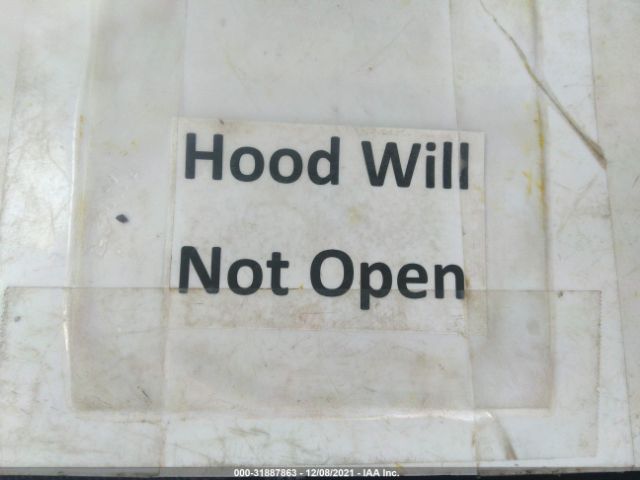 Hood Will
Not Open
000-31887863 - 12/08/2021 - IAA Inc.